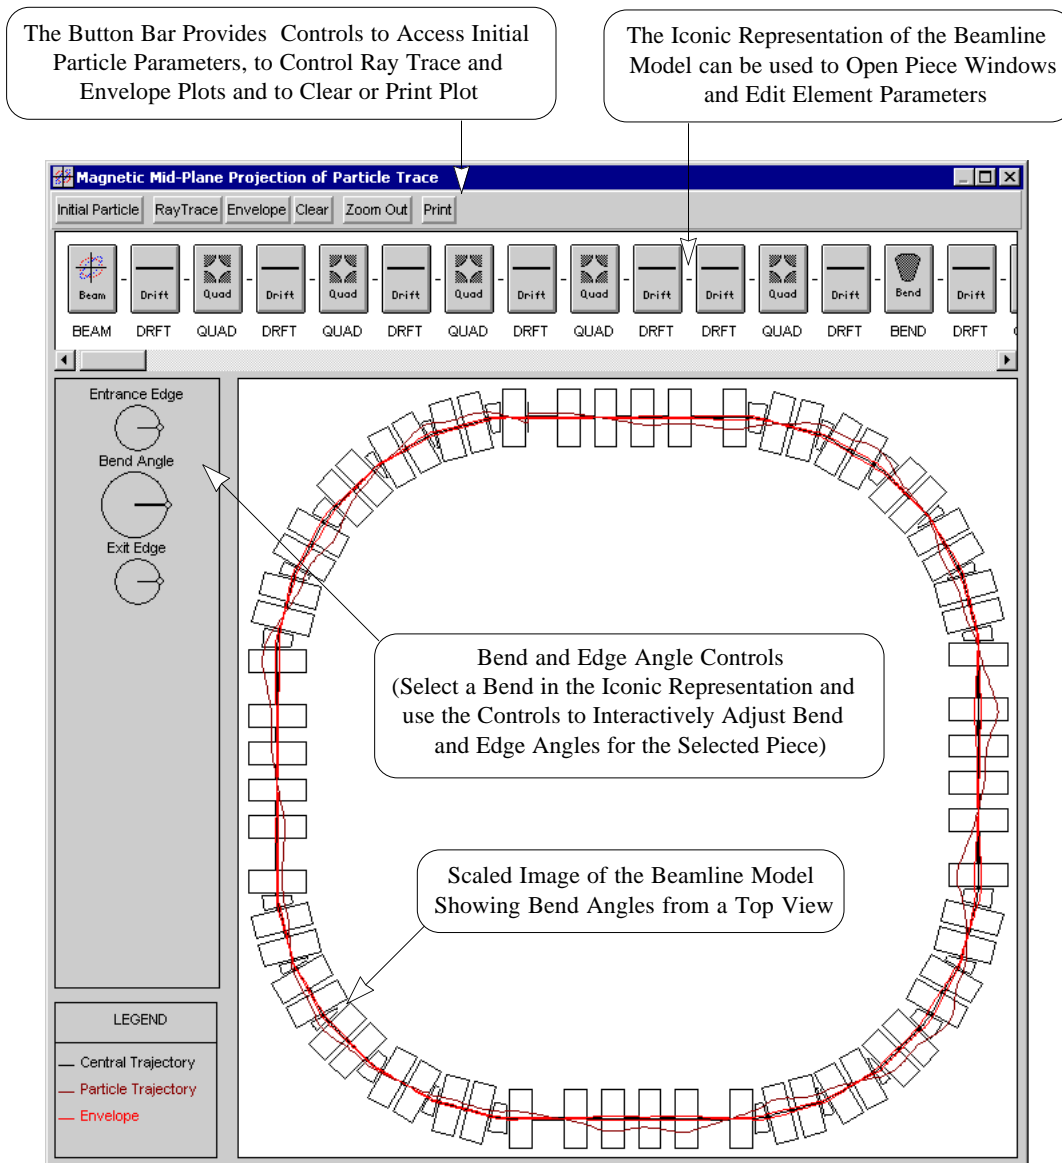 The Button Bar Provides Controls to Access Initial
Particle Parameters, to Control Ray Trace and
Envelope Plots and to Clear or Print Plot
The Iconic Representation of the Beamline
Model can be used to Open Piece Windows
and Edit Element Parameters
Magnetic Mid-Plane Projection of Particle Trace
Initial Particle RayTrace Envelope Clear Zoom Out Print
Beam Drift Quad Drift Quad Drift Quad Drift Quad Drift Drift Quad Drift Bend Drift
BEAM DRFT QUAD DRFT QUAD DRFT QUAD DRFT QUAD DRFT DRFT QUAD DRFT BEND DRFT
Entrance Edge
Bend Angle
Exit Edge
Bend and Edge Angle Controls
(Select a Bend in the Iconic Representation and
use the Controls to Interactively Adjust Bend
and Edge Angles for the Selected Piece)
Scaled Image of the Beamline Model
Showing Bend Angles from a Top View
LEGEND
Central Trajectory
Particle Trajectory
Envelope